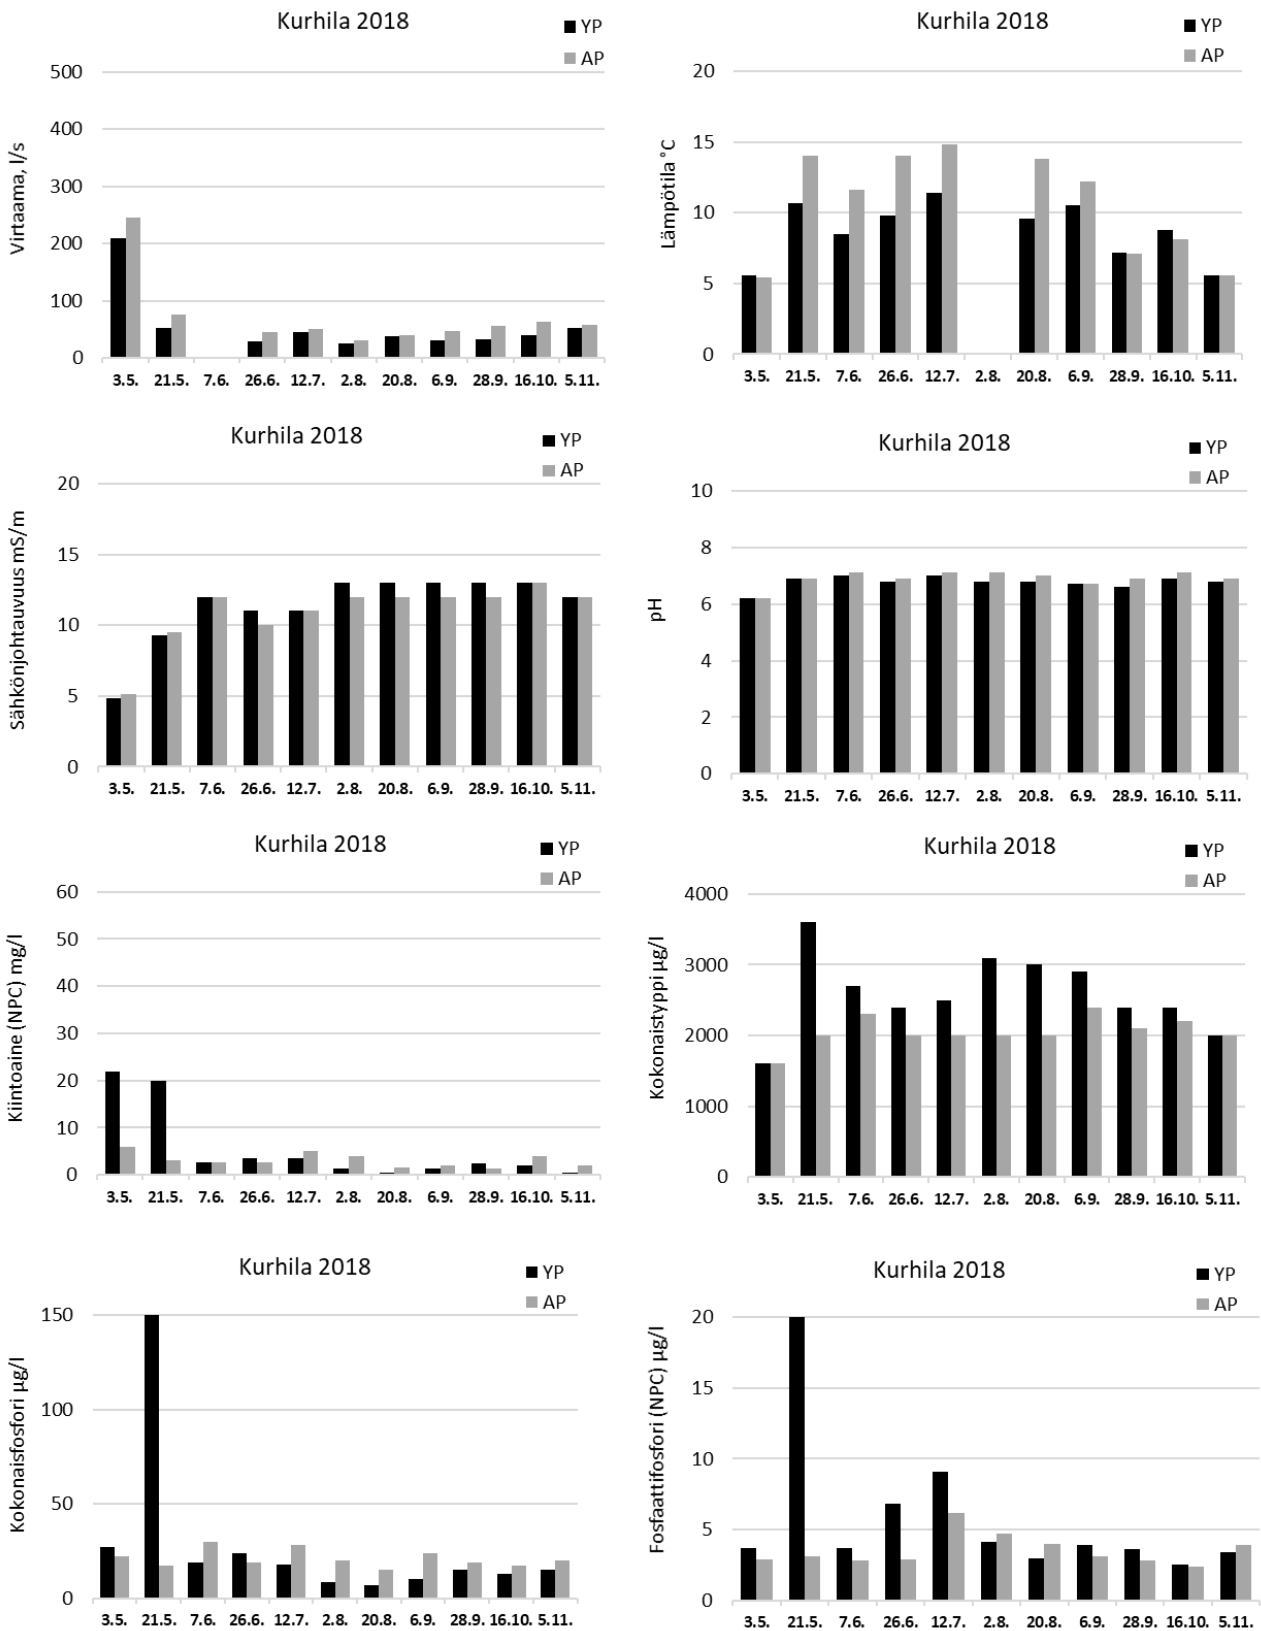 Kurhila 2018
YP
AP
Virtaama, l/s
500
400
300
200
100
0
3.5. 21.5. 7.6. 26.6. 12.7. 2.8. 20.8. 6.9. 28.9. 16.10. 5.11.
Kurhila 2018
YP
AP
Lämpötila °C
20
15
10
5
0
3.5. 21.5. 7.6. 26.6. 12.7. 2.8. 20.8. 6.9. 28.9. 16.10. 5.11.
Kurhila 2018
YP
AP
Sähkönjohtauvuus mS/m
20
15
10
5
0
3.5. 21.5. 7.6. 26.6. 12.7. 2.8. 20.8. 6.9. 28.9. 16.10. 5.11.
Kurhila 2018
YP
AP
pH
10
8
6
4
2
0
3.5. 21.5. 7.6. 26.6. 12.7. 2.8. 20.8. 6.9. 28.9. 16.10. 5.11.
Kurhila 2018
YP
AP
Kiintoaine (NPC) mg/l
60
50
40
30
20
10
0
3.5. 21.5. 7.6. 26.6. 12.7. 2.8. 20.8. 6.9. 28.9. 16.10. 5.11.
Kurhila 2018
YP
AP
Kokonaistyppi µg/l
4000
3000
2000
1000
0
3.5. 21.5. 7.6. 26.6. 12.7. 2.8. 20.8. 6.9. 28.9. 16.10. 5.11.
Kurhila 2018
YP
AP
Kokonaisfosfori µg/l
150
100
50
0
3.5. 21.5. 7.6. 26.6. 12.7. 2.8. 20.8. 6.9. 28.9. 16.10. 5.11.
Kurhila 2018
YP
AP
Fosfaattifosfori (NPC) µg/l
20
15
10
5
0
3.5. 21.5. 7.6. 26.6. 12.7. 2.8. 20.8. 6.9. 28.9. 16.10. 5.11.